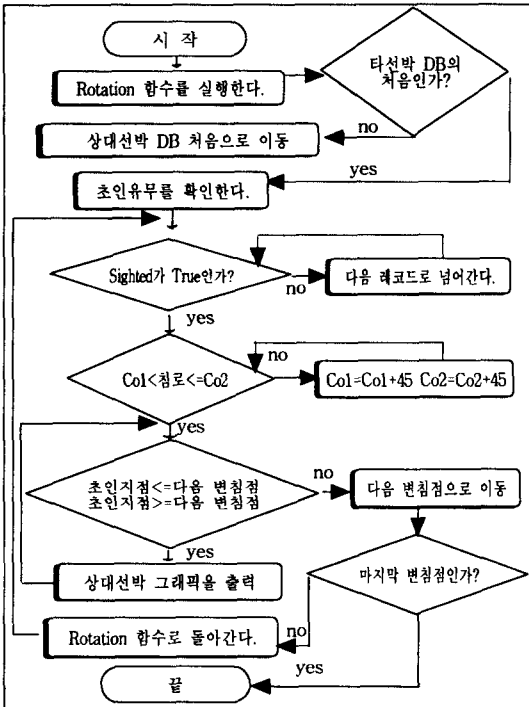 시 작
Rotation 함수를 실행한다.
타선박 DB의
처음인가?
no
상대선박 DB 처음으로 이동
yes
초인유무를 확인한다.
Sighted가 True인가?
no
다음 레코드로 넘어간다.
yes
no
Co1<침로<=Co2
Co1=Co1+45 Co2=Co2+45
yes
초인지점<=다음 변침점
초인지점>=다음 변침점
no
다음 변침점으로 이동
yes
상대선박 그래픽을 출력
마지막 변침점인가?
Rotation 함수로 돌아간다.
no
yes
끝